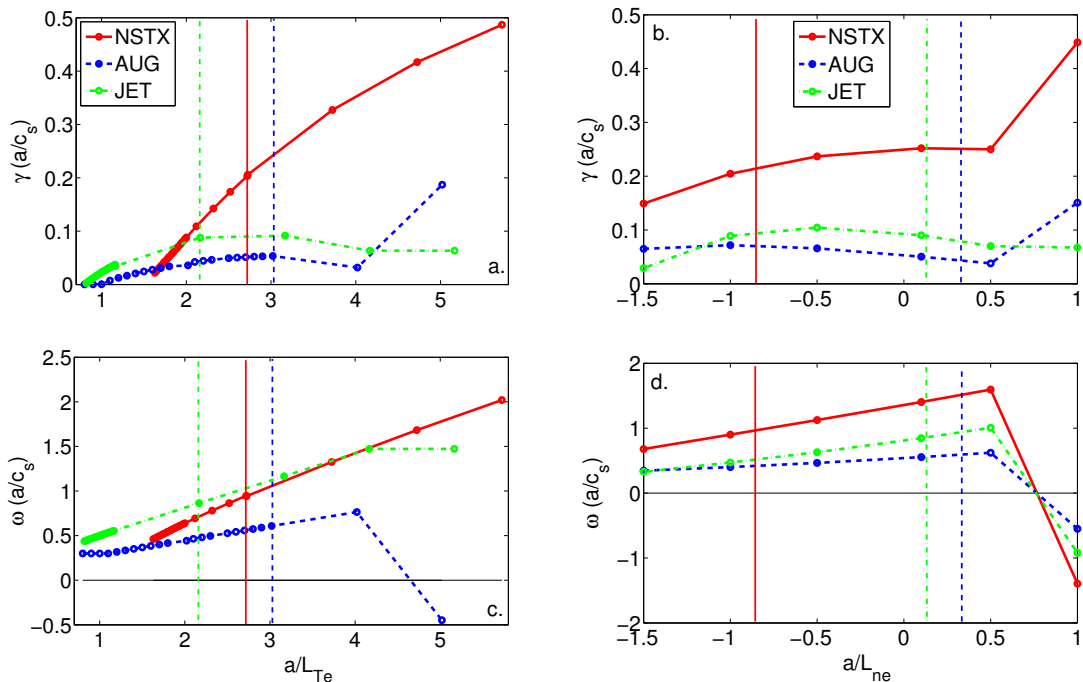 0.5
0.4
0.3
0.2
0.1
0
γ (a/c_s)
NSTX
AUG
JET
a.
1 2 3 4 5
0.5
0.4
0.3
0.2
0.1
0
γ (a/c_s)
b.
NSTX
AUG
JET
−1.5 −1 −0.5 0 0.5 1
2.5
2
1.5
1
0.5
0
−0.5
ω (a/c_s)
c.
1 2 3 4 5
a/L_Te
2
1
0
−1
−2
ω (a/c_s)
d.
−1.5 −1 −0.5 0 0.5 1
a/L_ne